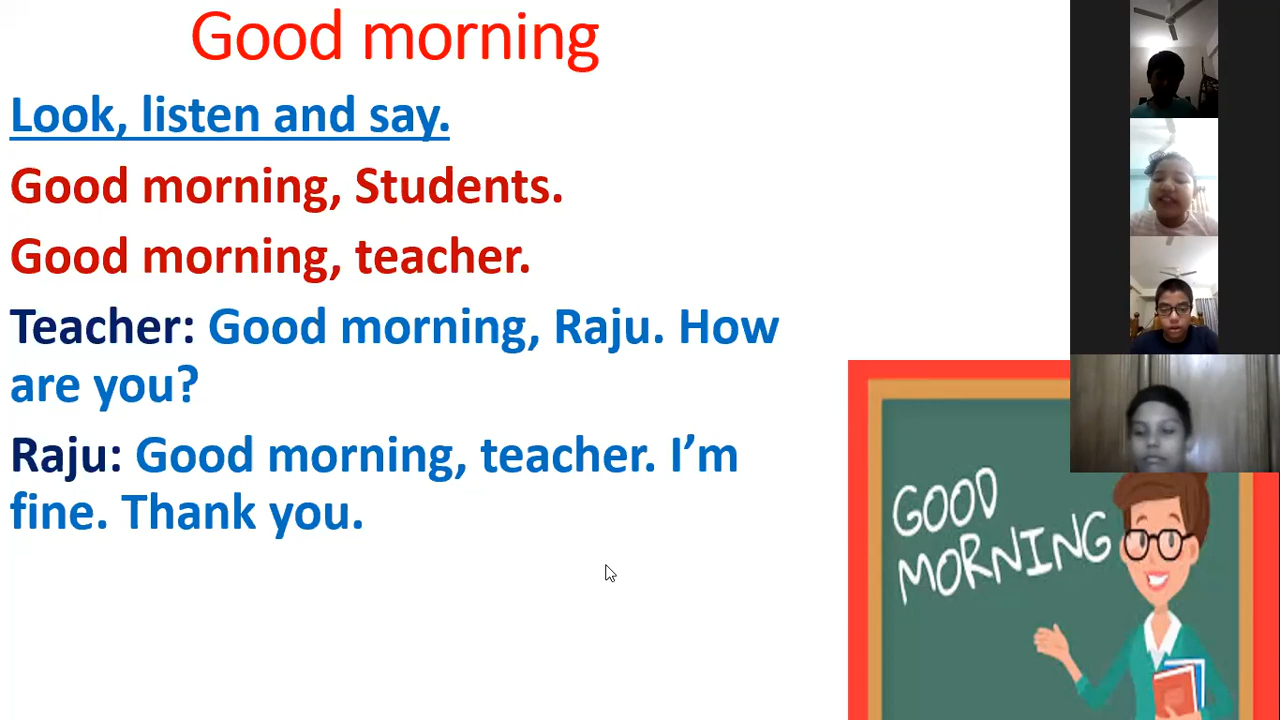 Good morning
Look, listen and say.
Good morning, Students.
Good morning, teacher.
Teacher: Good morning, Raju. How
are you?
Raju: Good morning, teacher. I’m
fine. Thank you.
GOOD
MORNING